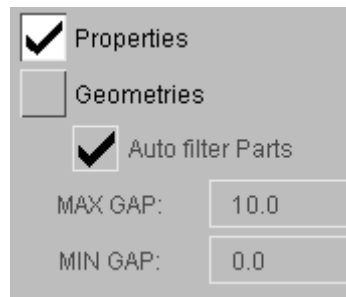 Properties
Geometries
Auto filter Parts
MAX GAP: 10.0
MIN GAP: 0.0